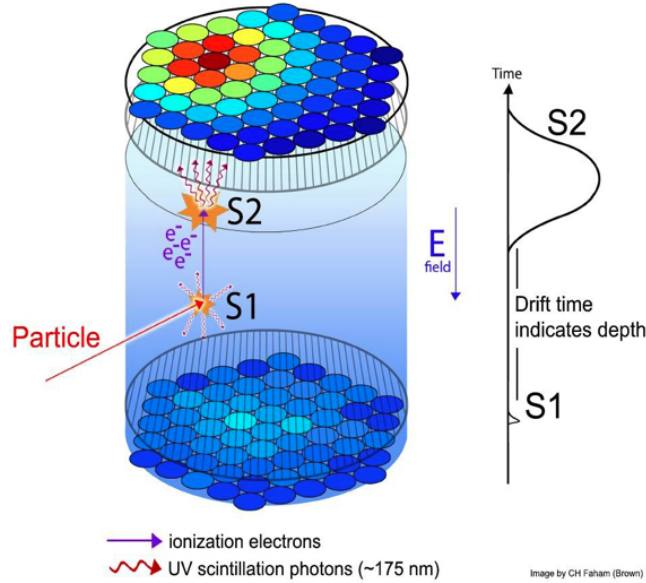 Time
S2
S2
e-
e-e-
e-e-
E
field
S1
Drift time
indicates depth
Particle
S1
ionization electrons
UV scintillation photons (~175 nm)
Image by CH Faham (Brown)